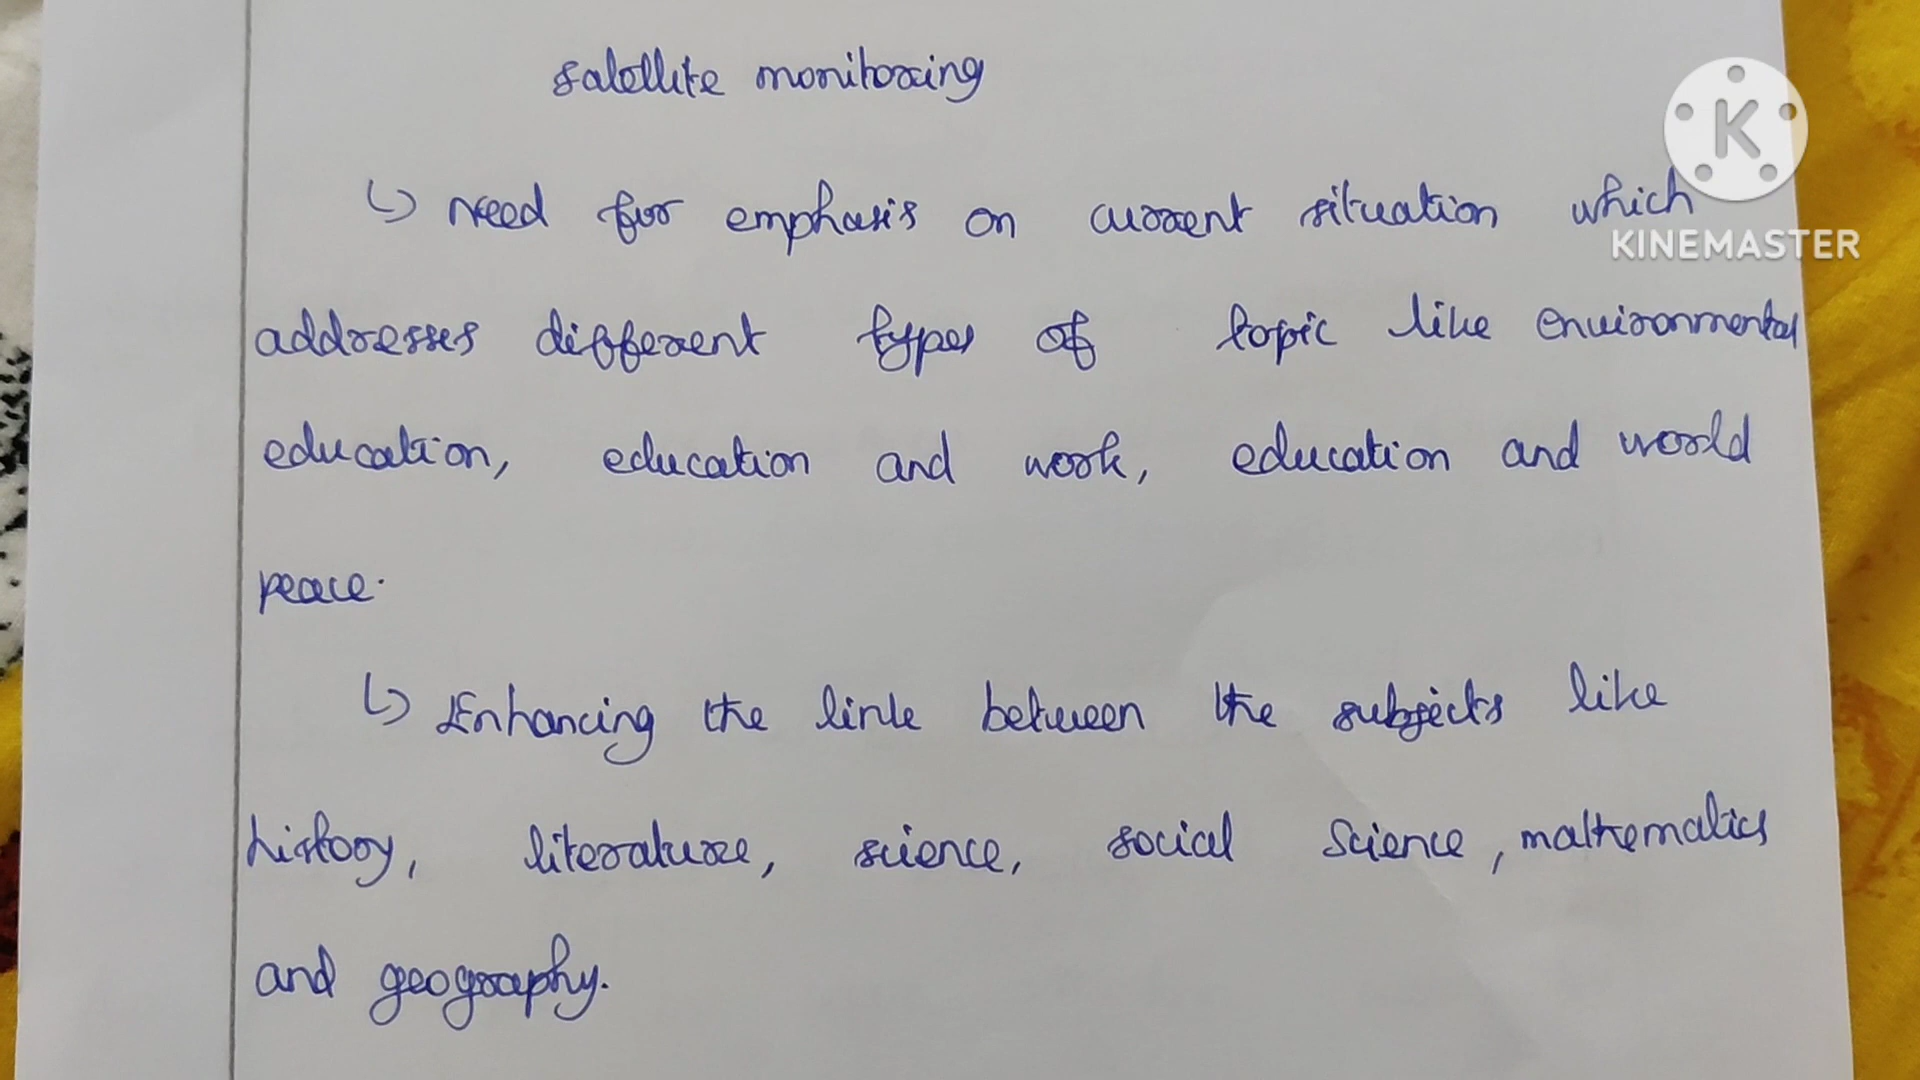 satellite monitoring
K
↳ Need for emphasis on current situation which
KINEMASTER
addresses different types of topic like environmental
education, education and work, education and world
peace.
↳ Enhancing the link between the subjects like
history, literature, science, social Science, mathematics
and geography.